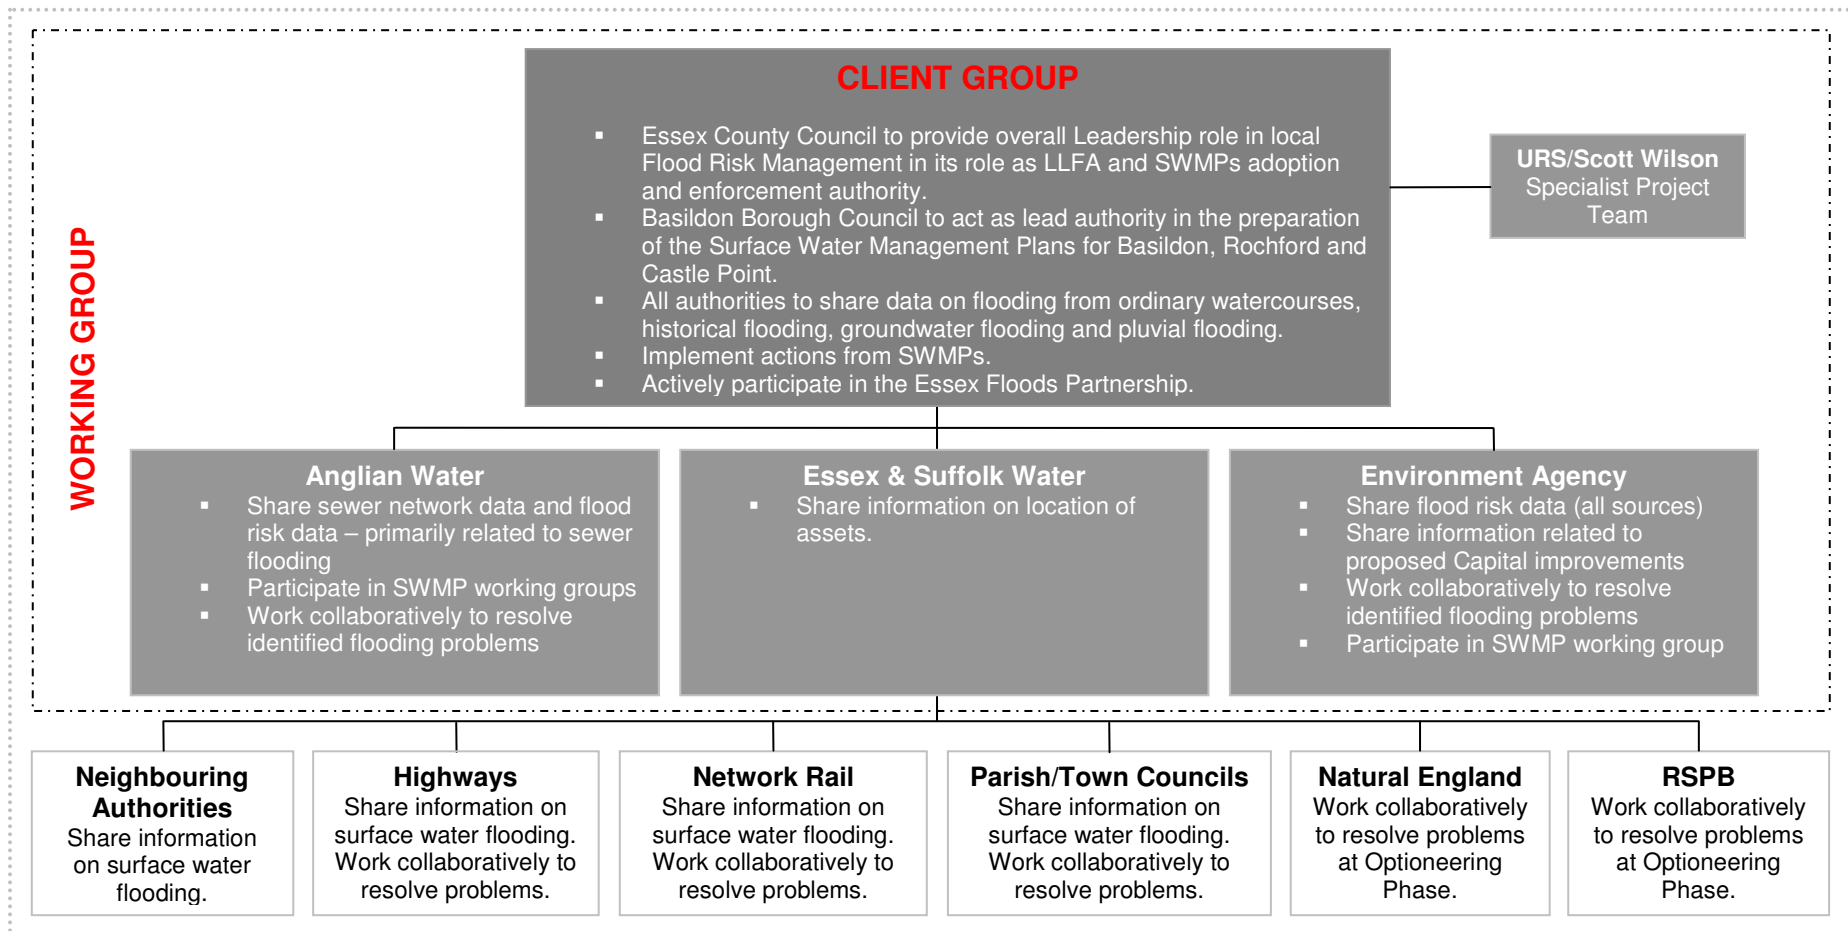 CLIENT GROUP
▪ Essex County Council to provide overall Leadership role in local
Flood Risk Management in its role as LLFA and SWMPs adoption
and enforcement authority.
▪ Basildon Borough Council to act as lead authority in the preparation
of the Surface Water Management Plans for Basildon, Rochford and
Castle Point.
▪ All authorities to share data on flooding from ordinary watercourses,
historical flooding, groundwater flooding and pluvial flooding.
▪ Implement actions from SWMPs.
▪ Actively participate in the Essex Floods Partnership.
URS/Scott Wilson
Specialist Project
Team
WORKING GROUP
Anglian Water
▪ Share sewer network data and flood
risk data – primarily related to sewer
flooding
▪ Participate in SWMP working groups
▪ Work collaboratively to resolve
identified flooding problems
Essex & Suffolk Water
▪ Share information on location of
assets.
Environment Agency
▪ Share flood risk data (all sources)
▪ Share information related to
proposed Capital improvements
▪ Work collaboratively to resolve
identified flooding problems
▪ Participate in SWMP working group
Neighbouring
Authorities
Share information
on surface water
flooding.
Highways
Share information on
surface water flooding.
Work collaboratively to
resolve problems.
Network Rail
Share information on
surface water flooding.
Work collaboratively to
resolve problems.
Parish/Town Councils
Share information on
surface water flooding.
Work collaboratively to
resolve problems.
Natural England
Work collaboratively
to resolve problems
at Optioneering
Phase.
RSPB
Work collaboratively
to resolve problems
at Optioneering
Phase.